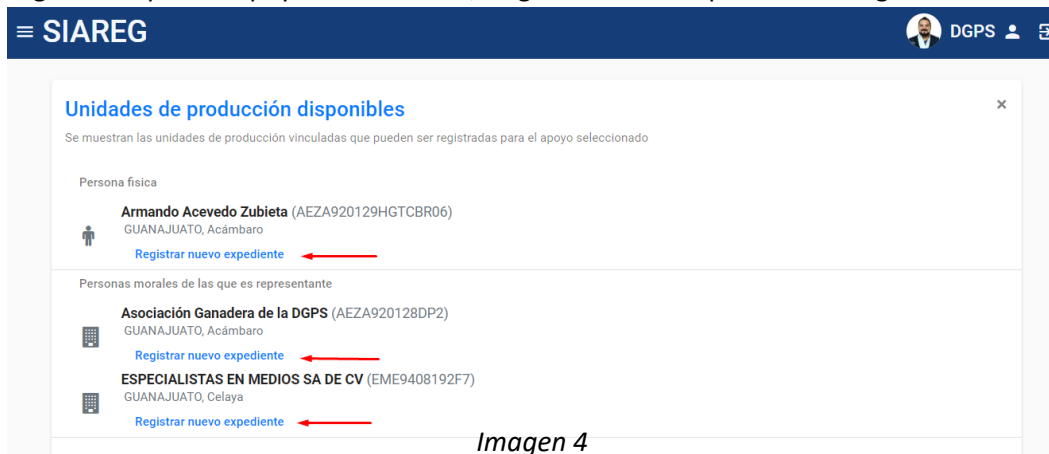 ≡ SIAREG
DGPS
Unidades de producción disponibles
×
Se muestran las unidades de producción vinculadas que pueden ser registradas para el apoyo seleccionado
Persona fisica
Armando Acevedo Zubieta (AEZA920129HGTCBR06)
GUANAJUATO, Acámbaro
Registrar nuevo expediente
Personas morales de las que es representante
Asociación Ganadera de la DGPS (AEZA920128DP2)
GUANAJUATO, Acámbaro
Registrar nuevo expediente
ESPECIALISTAS EN MEDIOS SA DE CV (EME9408192F7)
GUANAJUATO, Celaya
Registrar nuevo expediente
Imagen 4